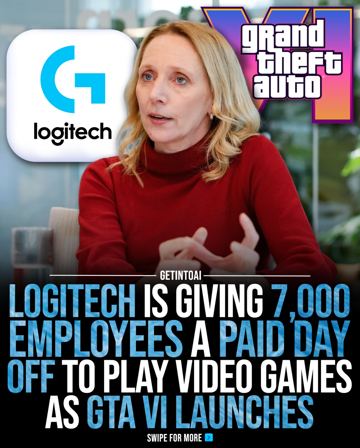 logitech
grand
theft
auto
VI
GETINTOAI
LOGITECH IS GIVING 7,000
EMPLOYEES A PAID DAY
OFF TO PLAY VIDEO GAMES
AS GTA VI LAUNCHES
SWIPE FOR MORE